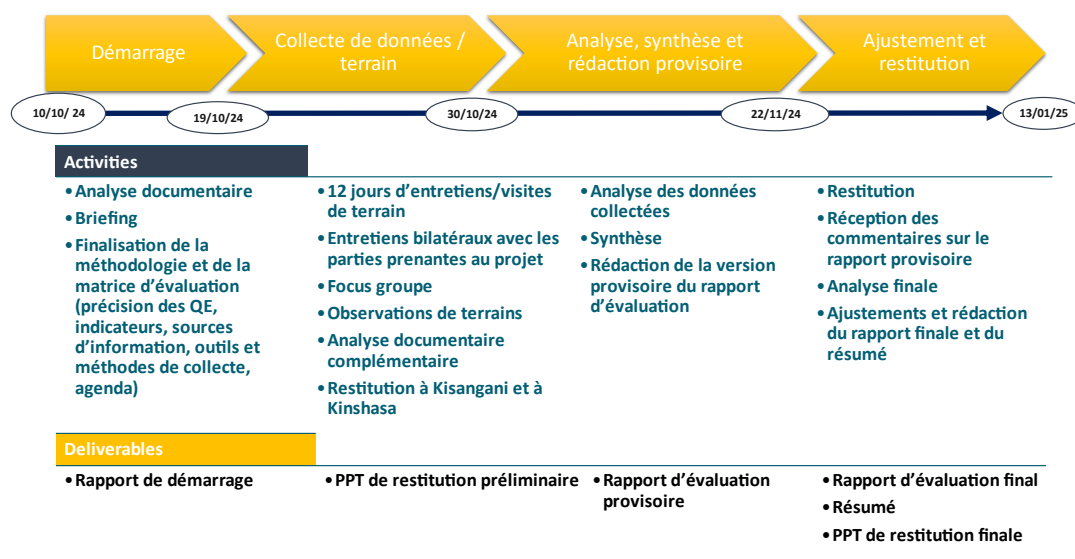 Démarrage
Collecte de données /
terrain
Analyse, synthèse et
rédaction provisoire
Ajustement et
restitution
10/10/ 24
19/10/24
30/10/24
22/11/24
13/01/25
Activities
• Analyse documentaire
• Briefing
• Finalisation de la
méthodologie et de la
matrice d'évaluation
(précision des QE,
indicateurs, sources
d'information, outils et
méthodes de collecte,
agenda)
• 12 jours d'entretiens/visites
de terrain
• Entretiens bilatéraux avec les
parties prenantes au projet
• Focus groupe
• Observations de terrains
• Analyse documentaire
complémentaire
• Restitution à Kisangani et à
Kinshasa
• Analyse des données
collectées
• Synthèse
• Rédaction de la version
provisoire du rapport
d'évaluation
• Restitution
• Réception des
commentaires sur le
rapport provisoire
• Analyse finale
• Ajustements et rédaction
du rapport finale et du
résumé
Deliverables
• Rapport de démarrage
• PPT de restitution préliminaire
• Rapport d'évaluation
provisoire
• Rapport d'évaluation final
• Résumé
• PPT de restitution finale